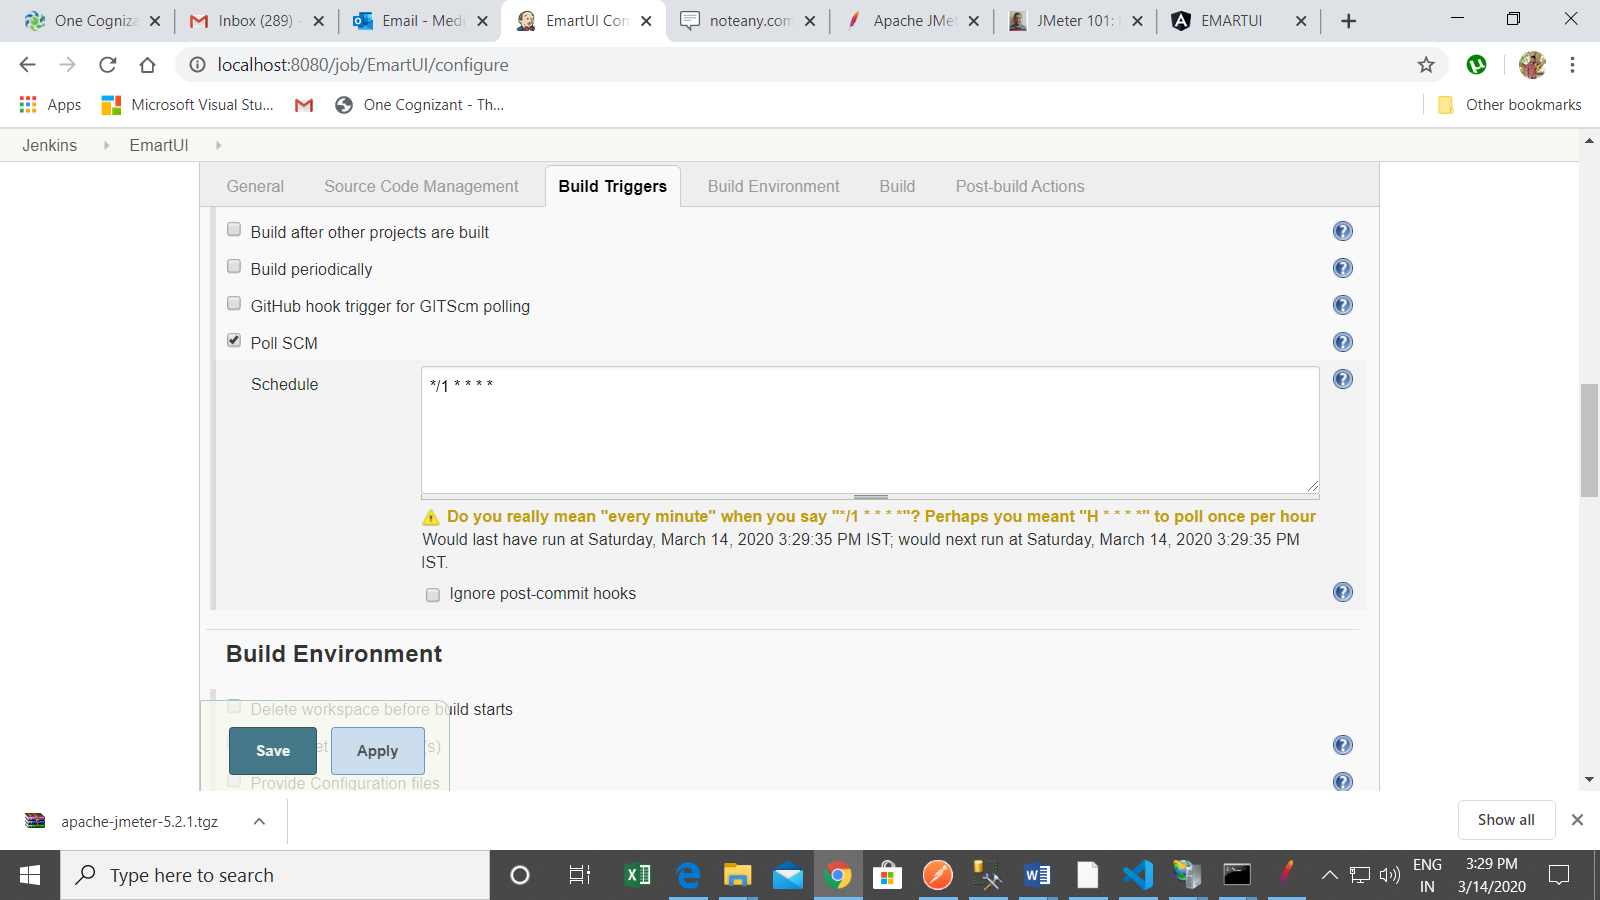 One Cogniza
Inbox (289) -
Email - Medi
EmartUI Con
noteany.com
Apache JMet
JMeter 101:
EMARTUI
localhost:8080/job/EmartUI/configure
Apps
Microsoft Visual Stu...
One Cognizant - Th...
Other bookmarks
Jenkins
EmartUI
General
Source Code Management
Build Triggers
Build Environment
Build
Post-build Actions
Build after other projects are built
Build periodically
GitHub hook trigger for GITScm polling
Poll SCM
Schedule
*/1 * * * *
Do you really mean "every minute" when you say "*/1 * * * *"? Perhaps you meant "H * * * *" to poll once per hour
Would last have run at Saturday, March 14, 2020 3:29:35 PM IST; would next run at Saturday, March 14, 2020 3:29:35 PM
IST.
Ignore post-commit hooks
Build Environment
Delete workspace before build starts
Save
Apply
(s)
Provide Configuration files
apache-jmeter-5.2.1.tgz
Show all
Type here to search
ENG
IN
3:29 PM
3/14/2020